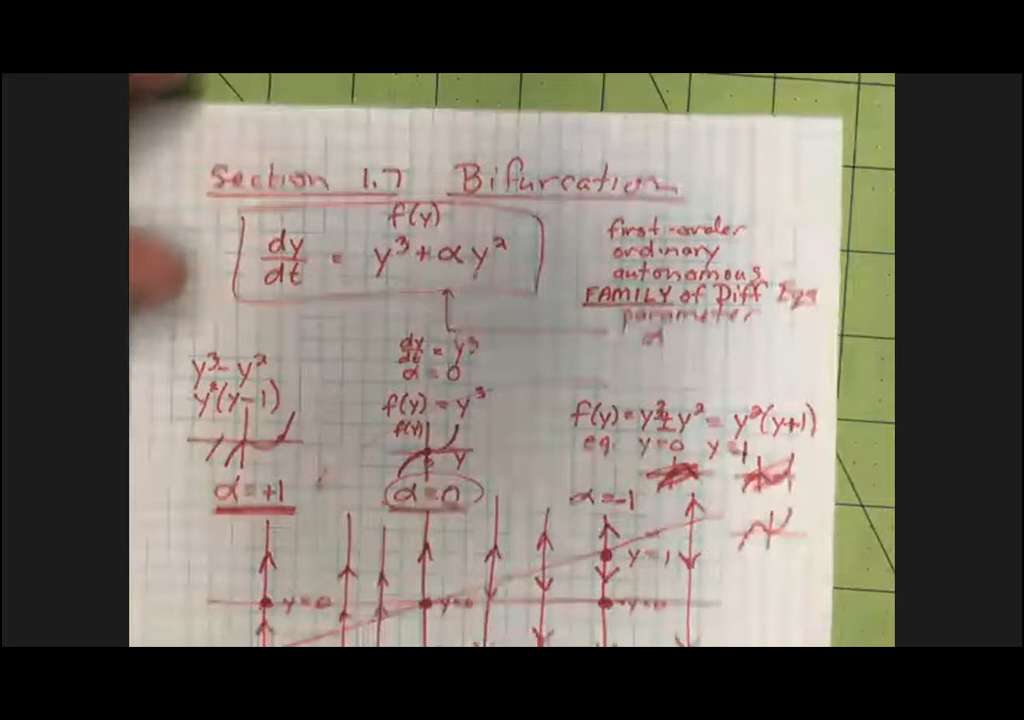 Section 1.7 Bifurcation
f(y)
dy/dt = y³ + αy²
first-order
ordinary
autonomous
FAMILY of Diff Eqs
parameter
α
dy/dt = y³
α = 0
y³ - y²
y²(y-1)
f(y) = y³
f(y)
y
α = +1
α = 0
f(y) = y³ ± y² = y²(y+1)
eq. y=0 y=1
α = -1
y=1
y=0
y=0
y=0